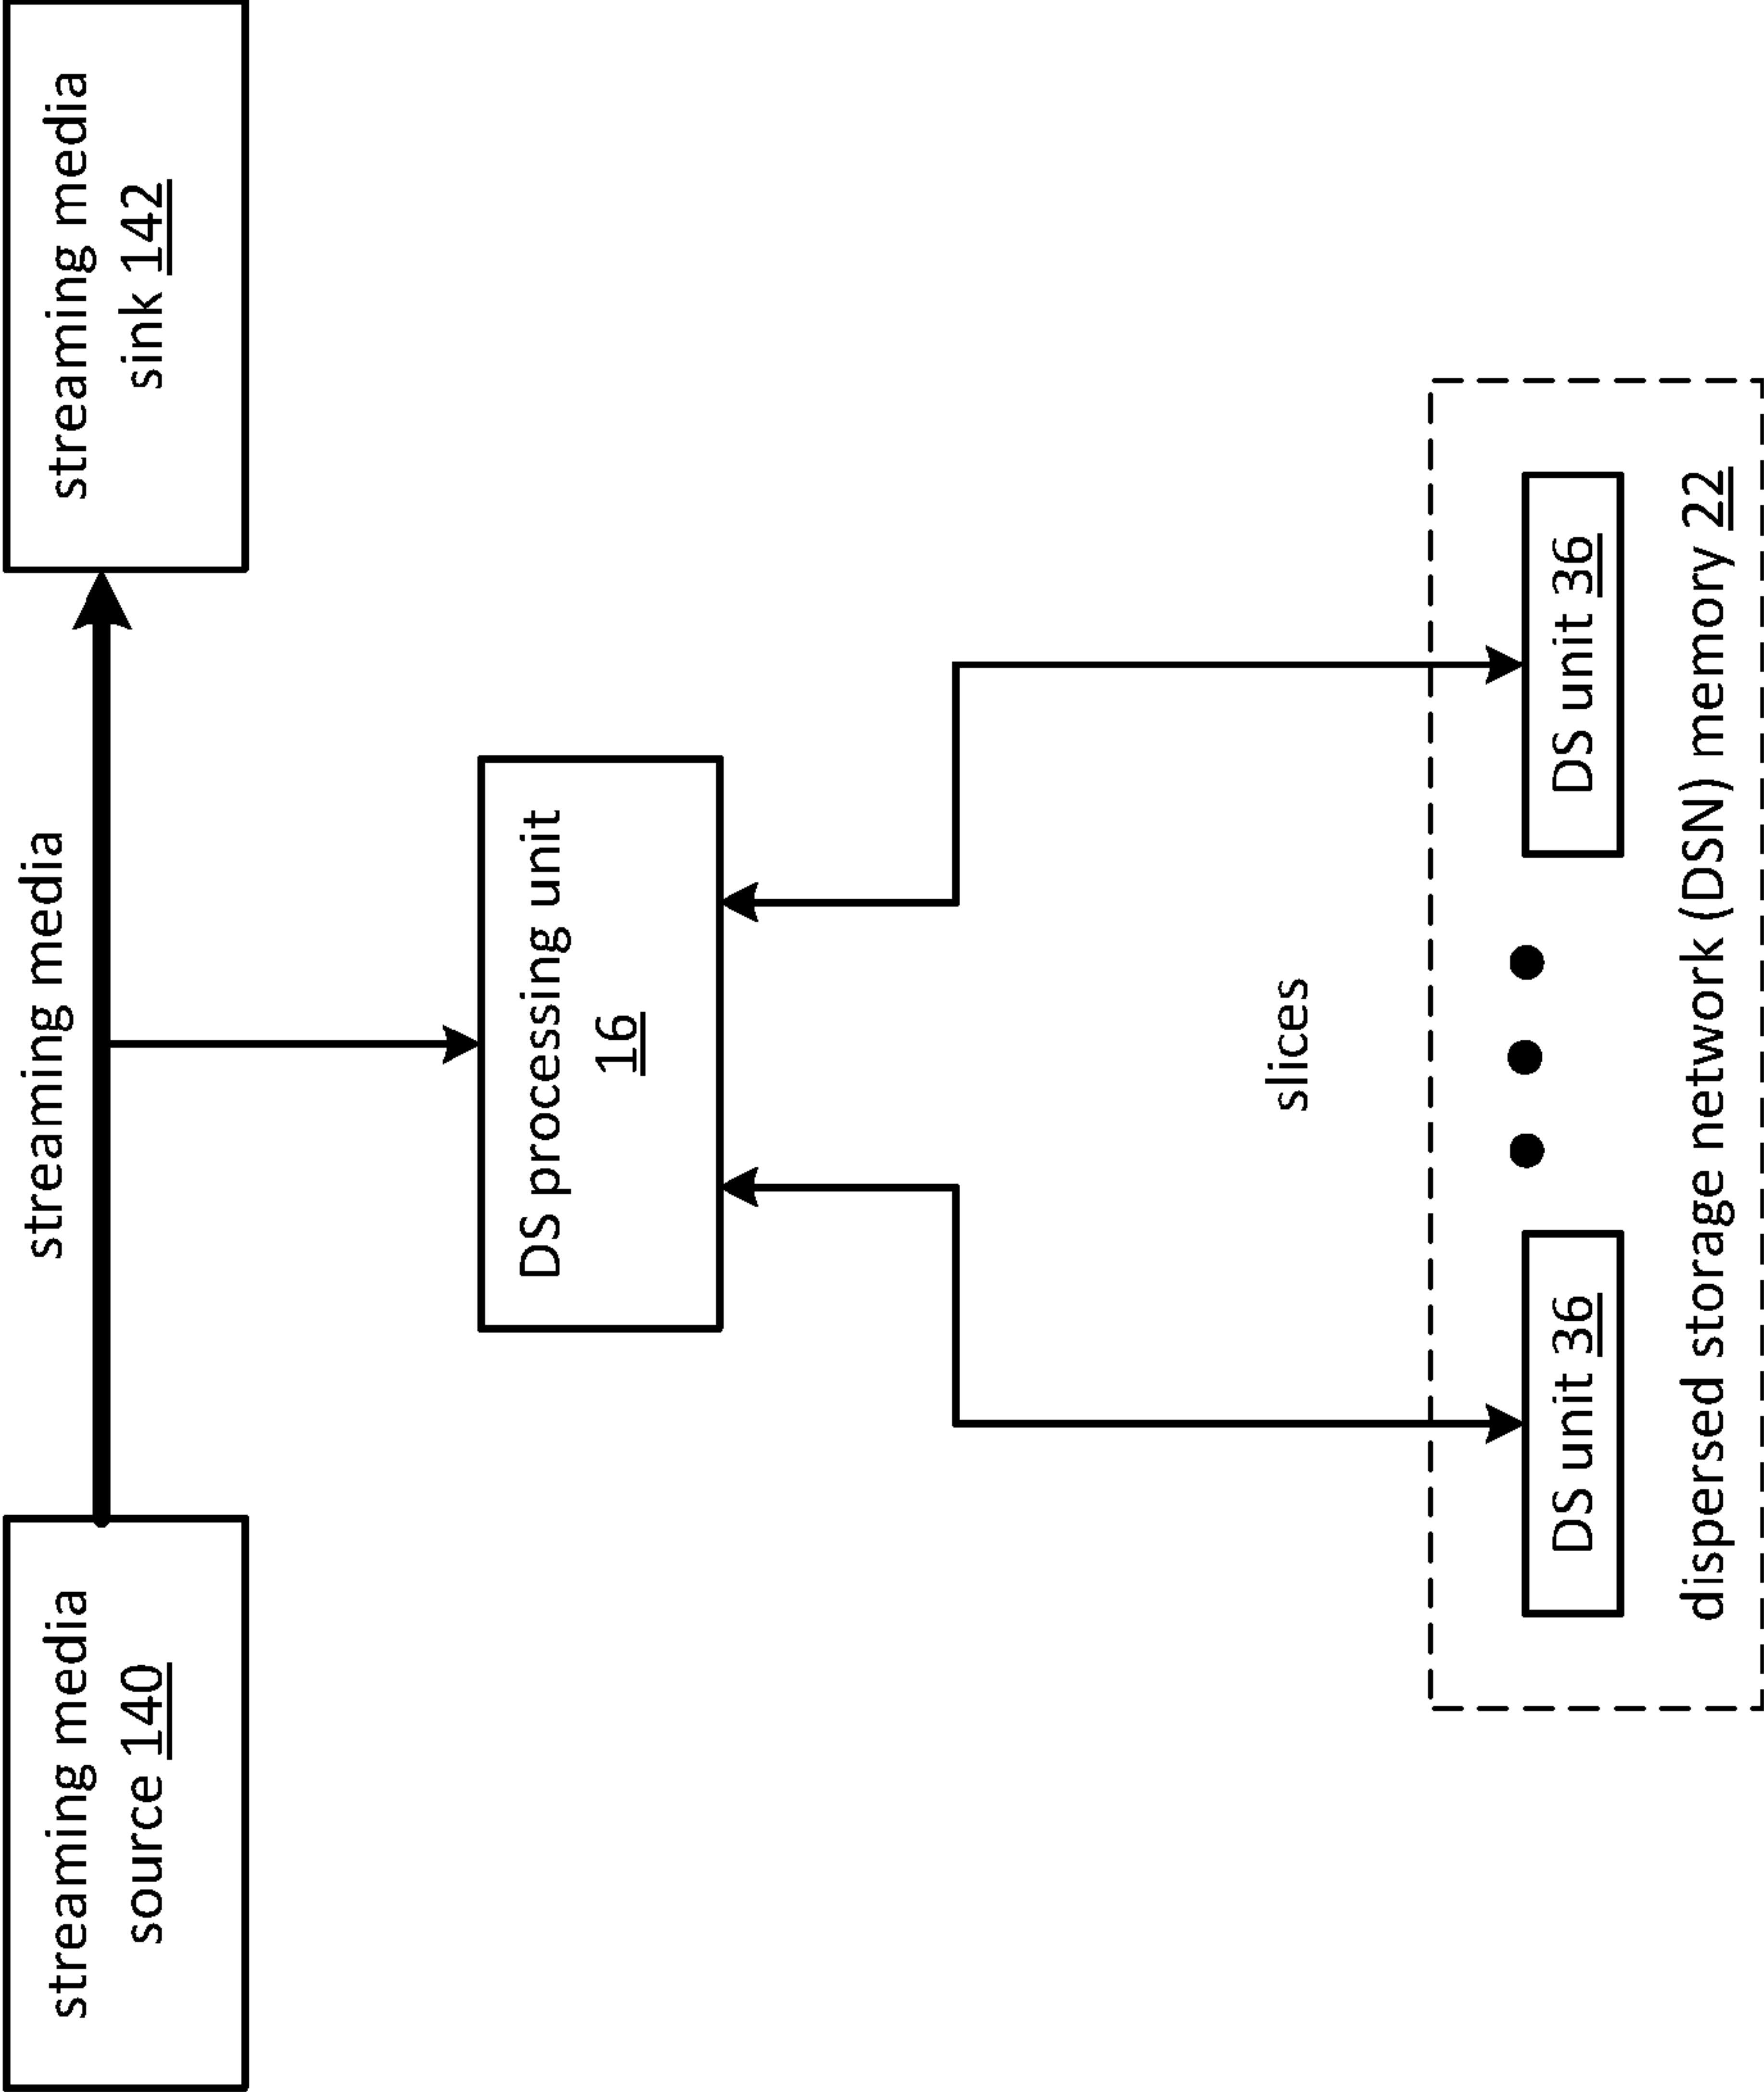 streaming media
source 140
streaming media
streaming media
sink 142
DS processing unit
16
slices
DS unit 36
DS unit 36
dispersed storage network (DSN) memory 22